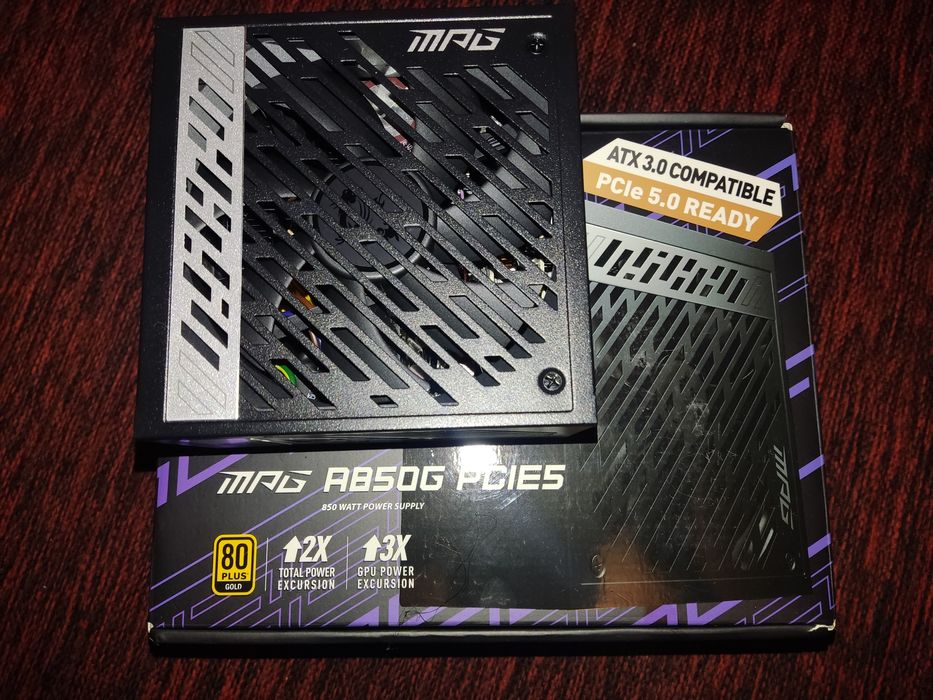 MPG
ATX 3.0 COMPATIBLE
PCIe 5.0 READY
MPG
MPG A850G PCIE5
850 WATT POWER SUPPLY
80
PLUS
GOLD
2X
TOTAL POWER
EXCURSION
3X
GPU POWER
EXCURSION